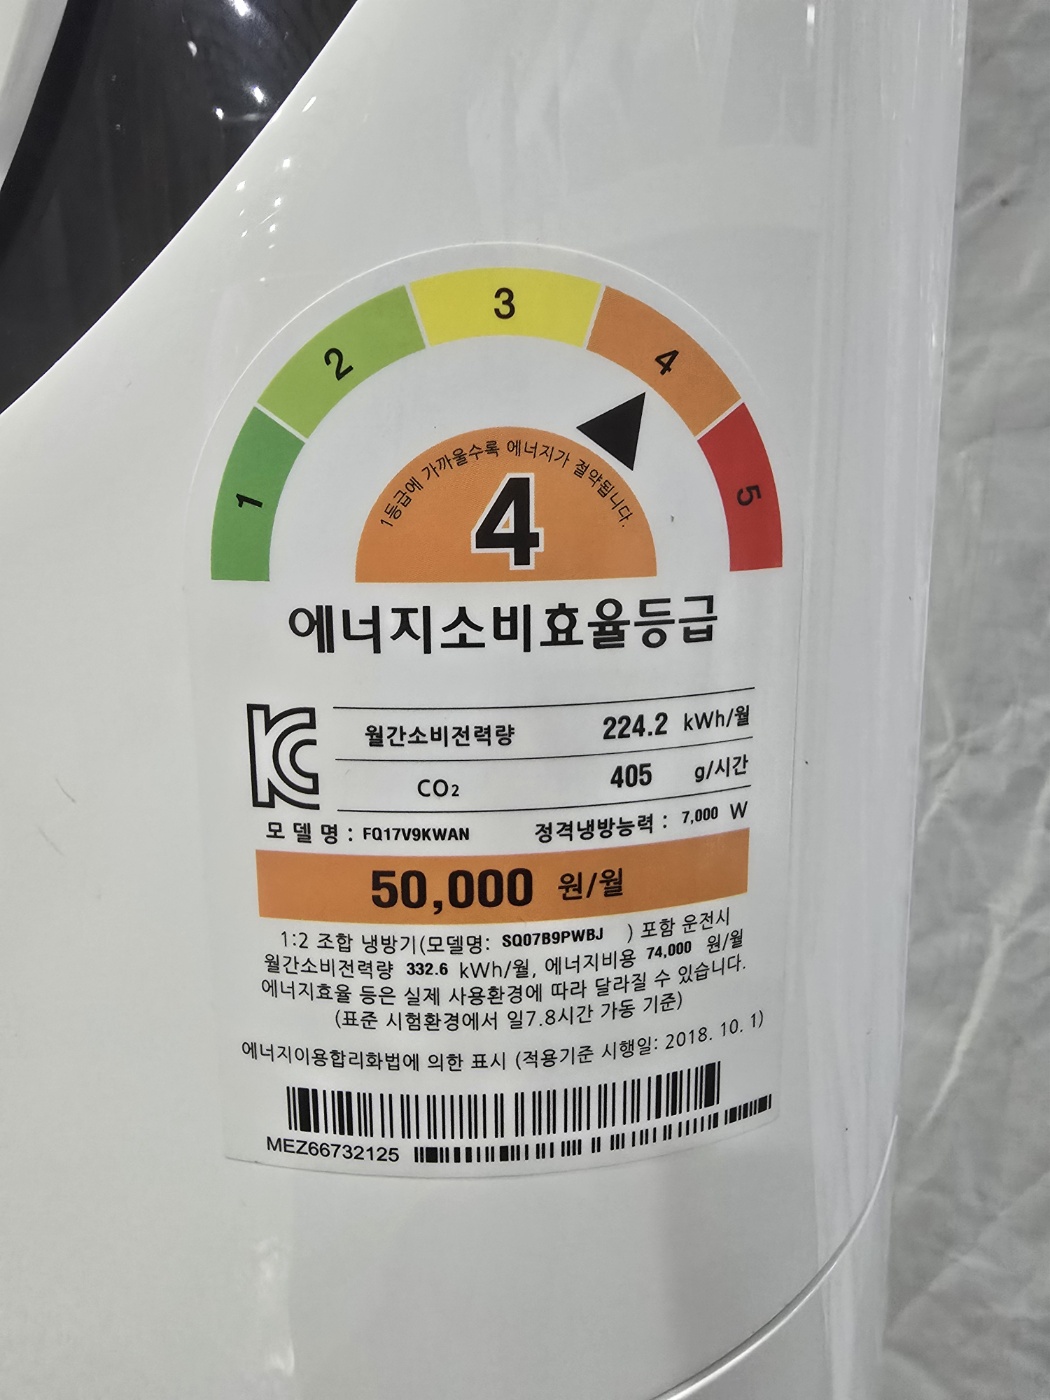 1 2 3 4 5
1등급에 가까울수록 에너지가 절약됩니다.
4
에너지소비효율등급
KC
월간소비전력량 224.2 kWh/월
CO₂ 405 g/시간
모 델 명 : FQ17V9KWAN 정격냉방능력 : 7,000 W
50,000 원/월
1:2 조합 냉방기(모델명: SQ07B9PWBJ ) 포함 운전시
월간소비전력량 332.6 kWh/월, 에너지비용 74,000 원/월
에너지효율 등은 실제 사용환경에 따라 달라질 수 있습니다.
(표준 시험환경에서 일7.8시간 가동 기준)
에너지이용합리화법에 의한 표시 (적용기준 시행일: 2018. 10. 1)
MEZ66732125